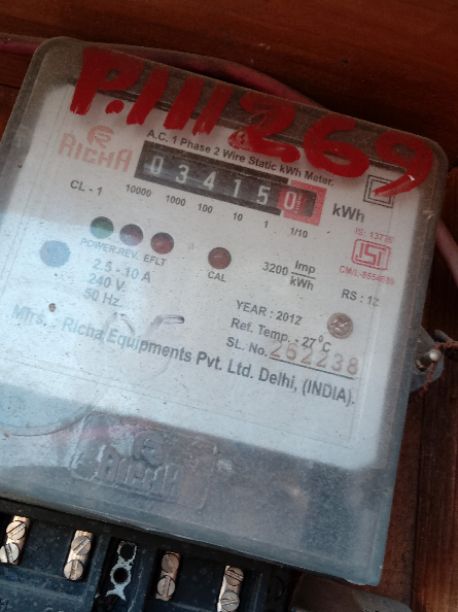 P.111269
RICHA
A.C. 1 Phase 2 Wire Static kWh Meter.
034150
kWh
CL - 1
10000 1000 100 10 1 1/10
IS: 13779
ISI
POWER REV. EFLT
CAL
3200 Imp
kWh
RS : 12
2.5 - 10 A
240 V
50 Hz.
YEAR : 2012
Ref. Temp. - 27°C
SL. No. 262238
Mfrs. : Richa Equipments Pvt. Ltd. Delhi, (INDIA).
RICHA